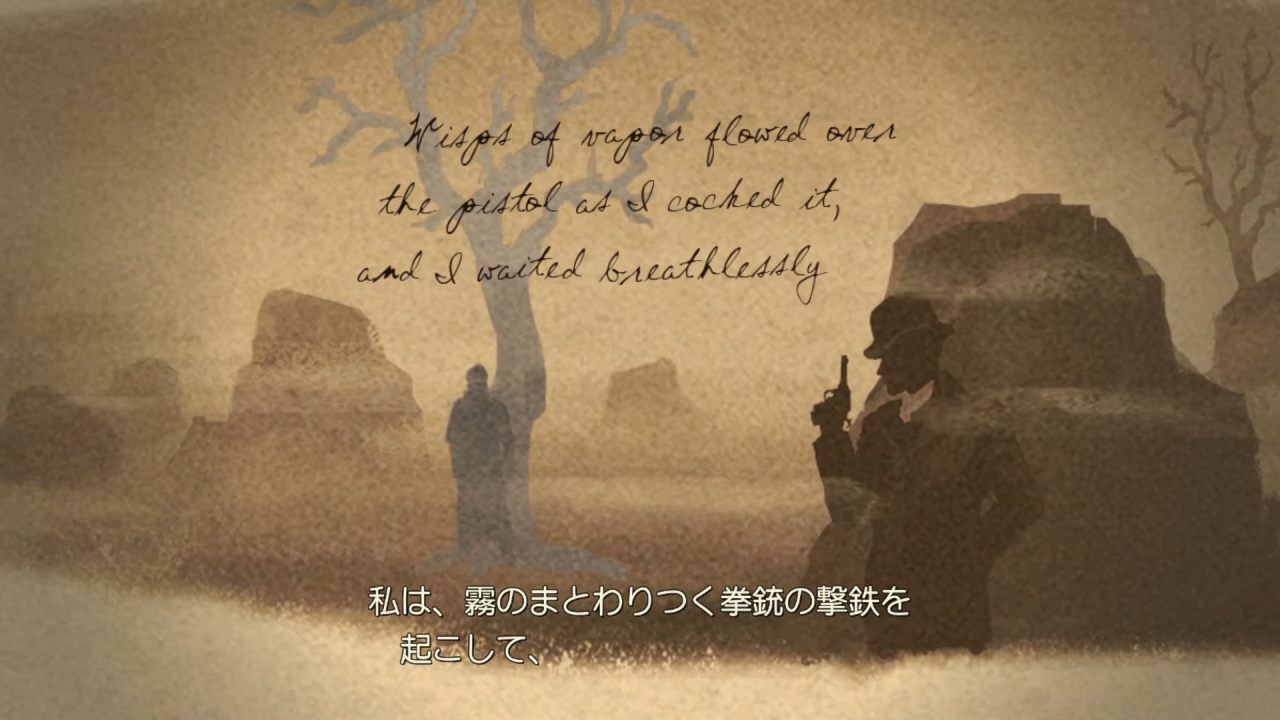 Wisps of vapor flowed over
the pistol as I cocked it,
and I waited breathlessly
私は、霧のまとわりつく拳銃の撃鉄を
起こして、